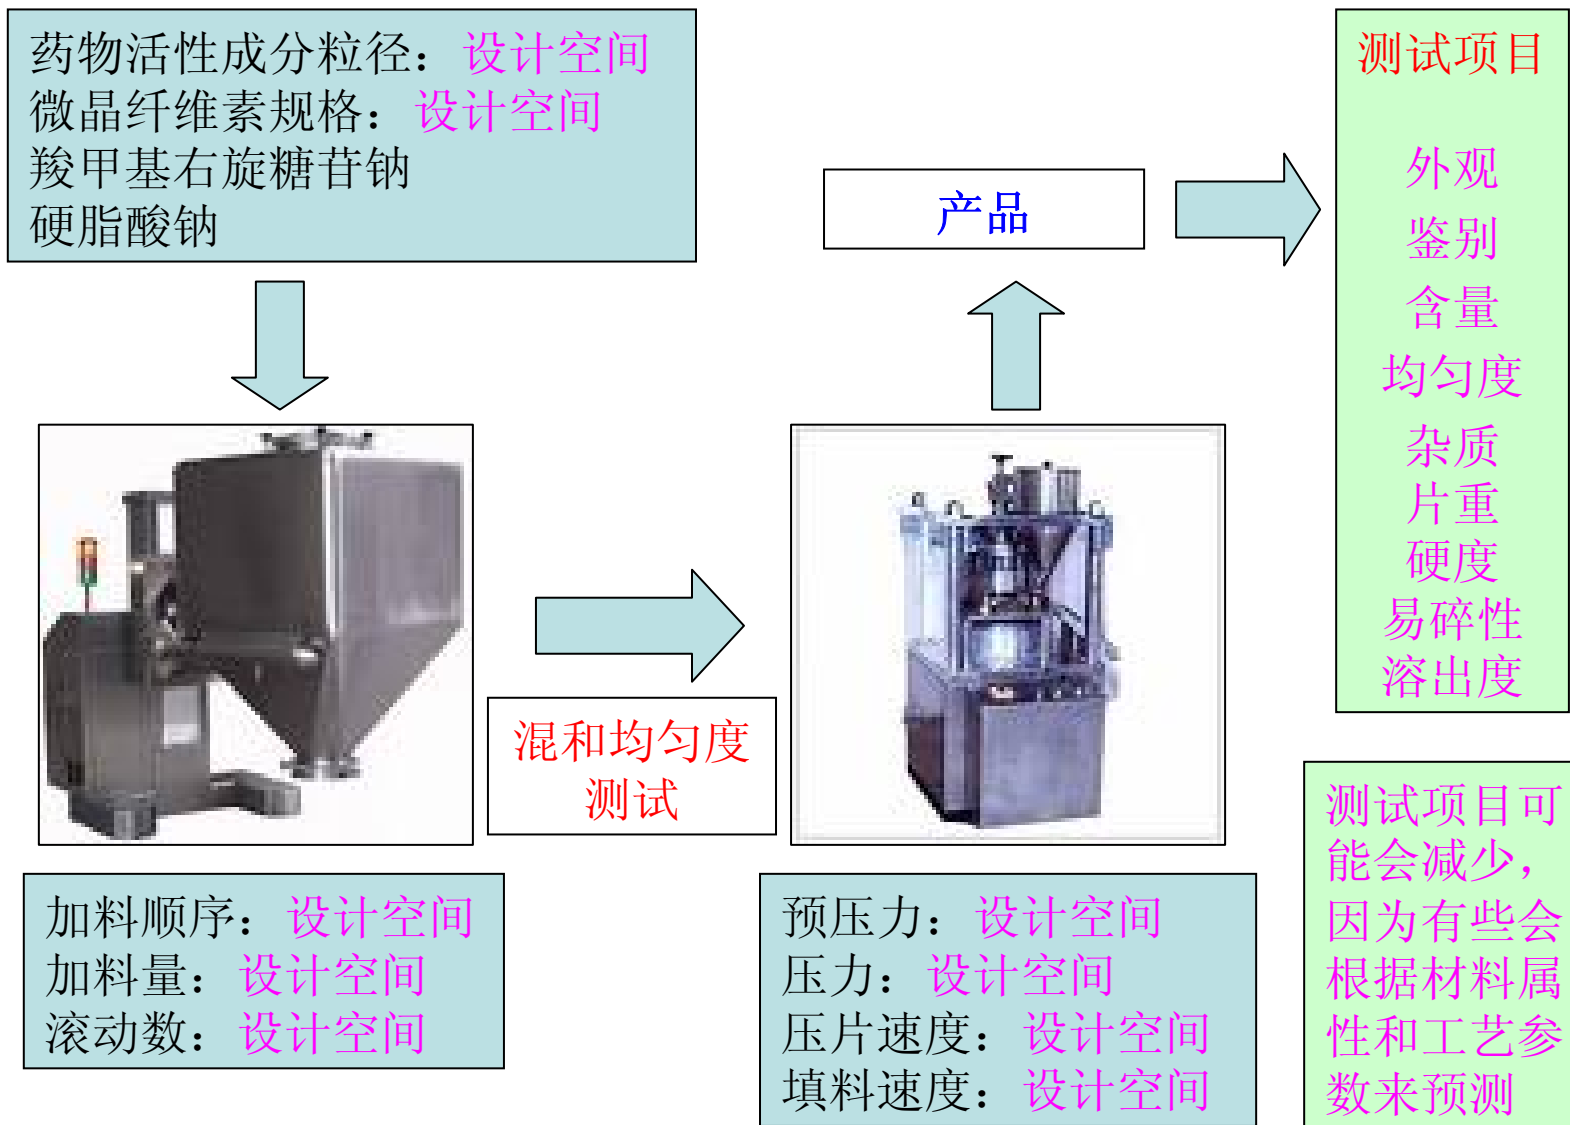 药物活性成分粒径：设计空间
微晶纤维素规格：设计空间
羧甲基右旋糖苷钠
硬脂酸钠
产品
测试项目
外观
鉴别
含量
均匀度
杂质
片重
硬度
易碎性
溶出度
混和均匀度
测试
加料顺序：设计空间
加料量：设计空间
滚动数：设计空间
预压力：设计空间
压力：设计空间
压片速度：设计空间
填料速度：设计空间
测试项目可
能会减少，
因为有些会
根据材料属
性和工艺参
数来预测